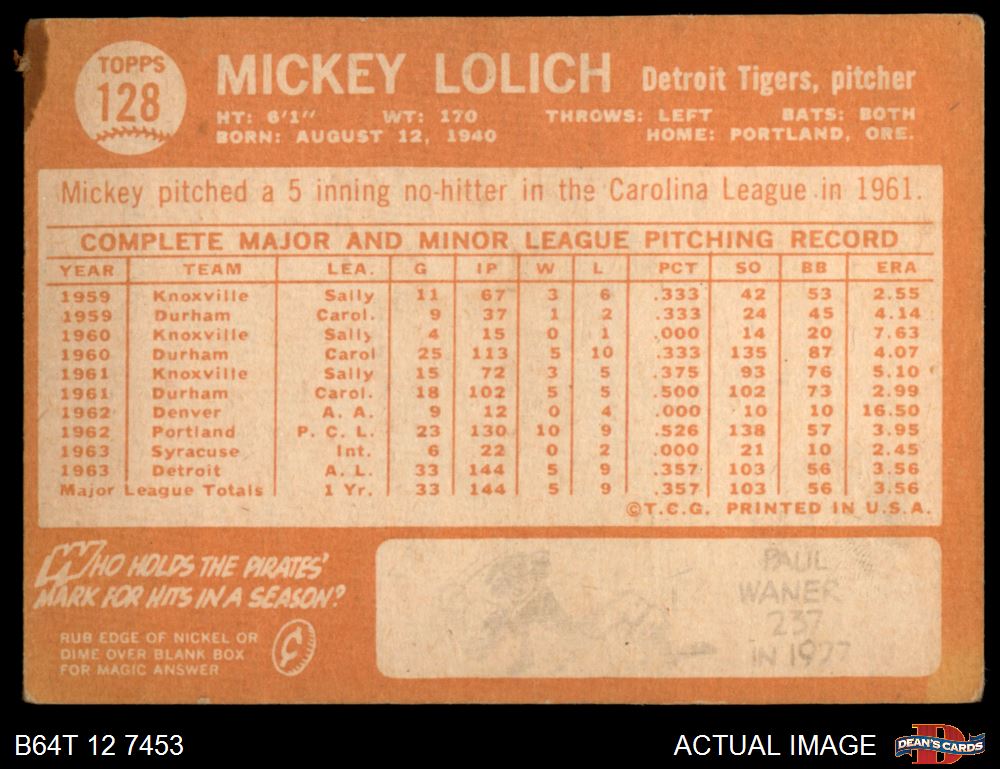 TOPPS
128
MICKEY LOLICH Detroit Tigers, pitcher
HT: 6'1" WT: 170 THROWS: LEFT BATS: BOTH
BORN: AUGUST 12, 1940 HOME: PORTLAND, ORE.
Mickey pitched a 5 inning no-hitter in the Carolina League in 1961.
COMPLETE MAJOR AND MINOR LEAGUE PITCHING RECORD
YEAR TEAM LEA. G IP W L PCT SO BB ERA
1959 Knoxville Sally 11 67 3 6 .333 42 53 2.55
1959 Durham Carol. 9 37 1 2 .333 24 45 4.14
1960 Knoxville Sally 4 15 0 1 .000 14 20 7.63
1960 Durham Carol 25 113 5 10 .333 135 87 4.07
1961 Knoxville Sally 15 72 3 5 .375 93 76 5.10
1961 Durham Carol. 18 102 5 5 .500 102 73 2.99
1962 Denver A. A. 9 12 0 4 .000 10 10 16.50
1962 Portland P. C. L. 23 130 10 9 .526 138 57 3.95
1963 Syracuse Int. 6 22 0 2 .000 21 10 2.45
1963 Detroit A. L. 33 144 5 9 .357 103 56 3.56
Major League Totals 1 Yr. 33 144 5 9 .357 103 56 3.56
©T.C.G. PRINTED IN U.S.A.
WHO HOLDS THE PIRATES'
MARK FOR HITS IN A SEASON?
RUB EDGE OF NICKEL OR
DIME OVER BLANK BOX
FOR MAGIC ANSWER
PAUL
WANER
237
IN 1927
B64T 12 7453 ACTUAL IMAGE DEAN'S CARDS